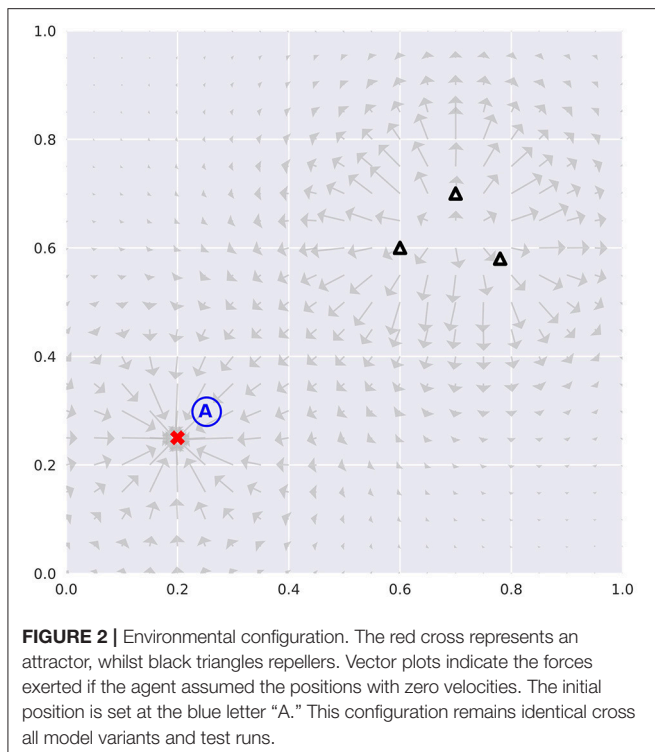 1.0
0.8
0.6
0.4
0.2
0.0
A
0.0 0.2 0.4 0.6 0.8 1.0
FIGURE 2 | Environmental configuration. The red cross represents an
attractor, whilst black triangles repellers. Vector plots indicate the forces
exerted if the agent assumed the positions with zero velocities. The initial
position is set at the blue letter “A.” This configuration remains identical cross
all model variants and test runs.